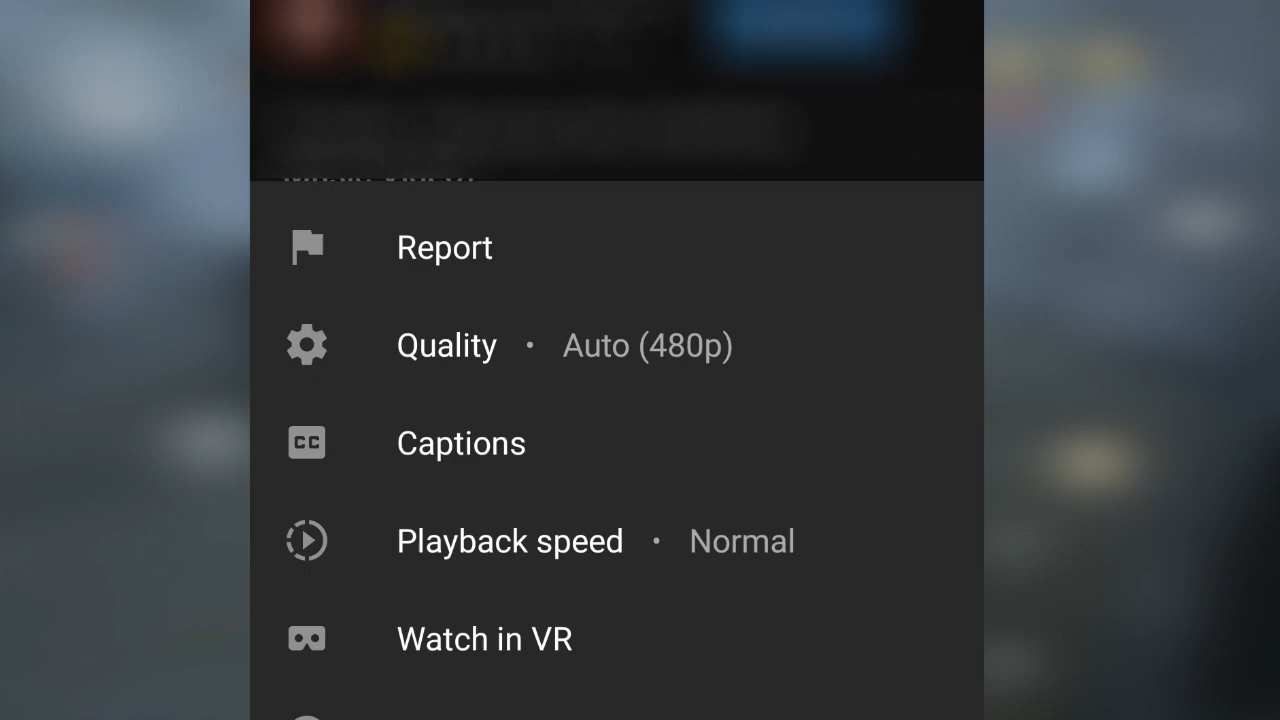 Report
Quality • Auto (480p)
Captions
Playback speed • Normal
Watch in VR